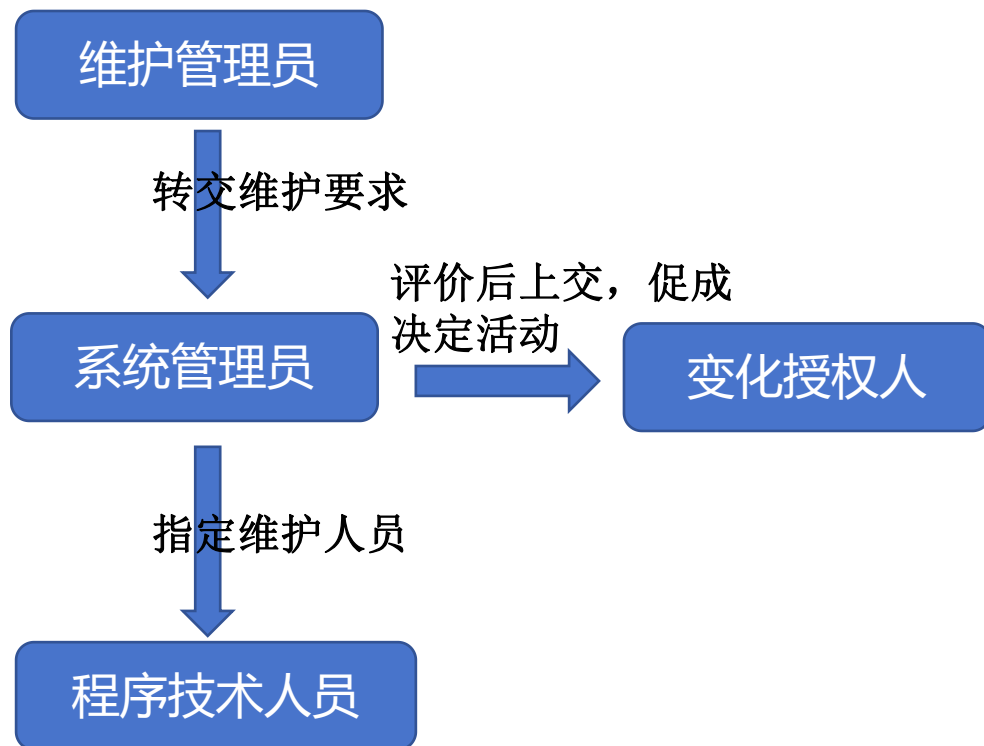 维护管理员
转交维护要求
评价后上交，促成
决定活动
系统管理员
变化授权人
指定维护人员
程序技术人员